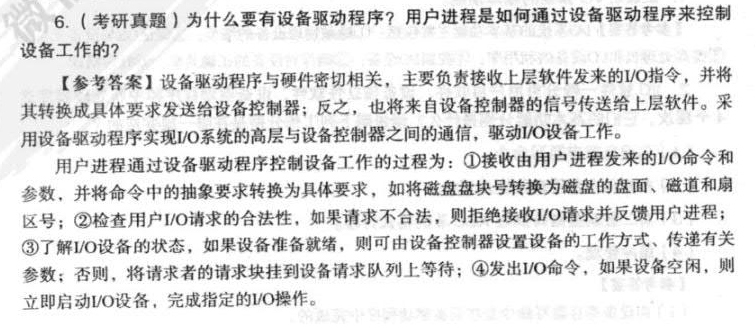 6.（考研真题）为什么要有设备驱动程序？用户进程是如何通过设备驱动程序来控制
设备工作的？
【参考答案】设备驱动程序与硬件密切相关，主要负责接收上层软件发来的I/O指令，并将
其转换成具体要求发送给设备控制器；反之，也将来自设备控制器的信号传送给上层软件。采
用设备驱动程序实现I/O系统的高层与设备控制器之间的通信，驱动I/O设备工作。
用户进程通过设备驱动程序控制设备工作的过程为：①接收由用户进程发来的I/O命令和
参数，并将命令中的抽象要求转换为具体要求，如将磁盘盘块号转换为磁盘的盘面、磁道和扇
区号；②检查用户I/O请求的合法性，如果请求不合法，则拒绝接收I/O请求并反馈用户进程；
③了解I/O设备的状态，如果设备准备就绪，则可由设备控制器设置设备的工作方式、传递有关
参数；否则，将请求者的请求块挂到设备请求队列上等待；④发出I/O命令，如果设备空闲，则
立即启动I/O设备，完成指定的I/O操作。